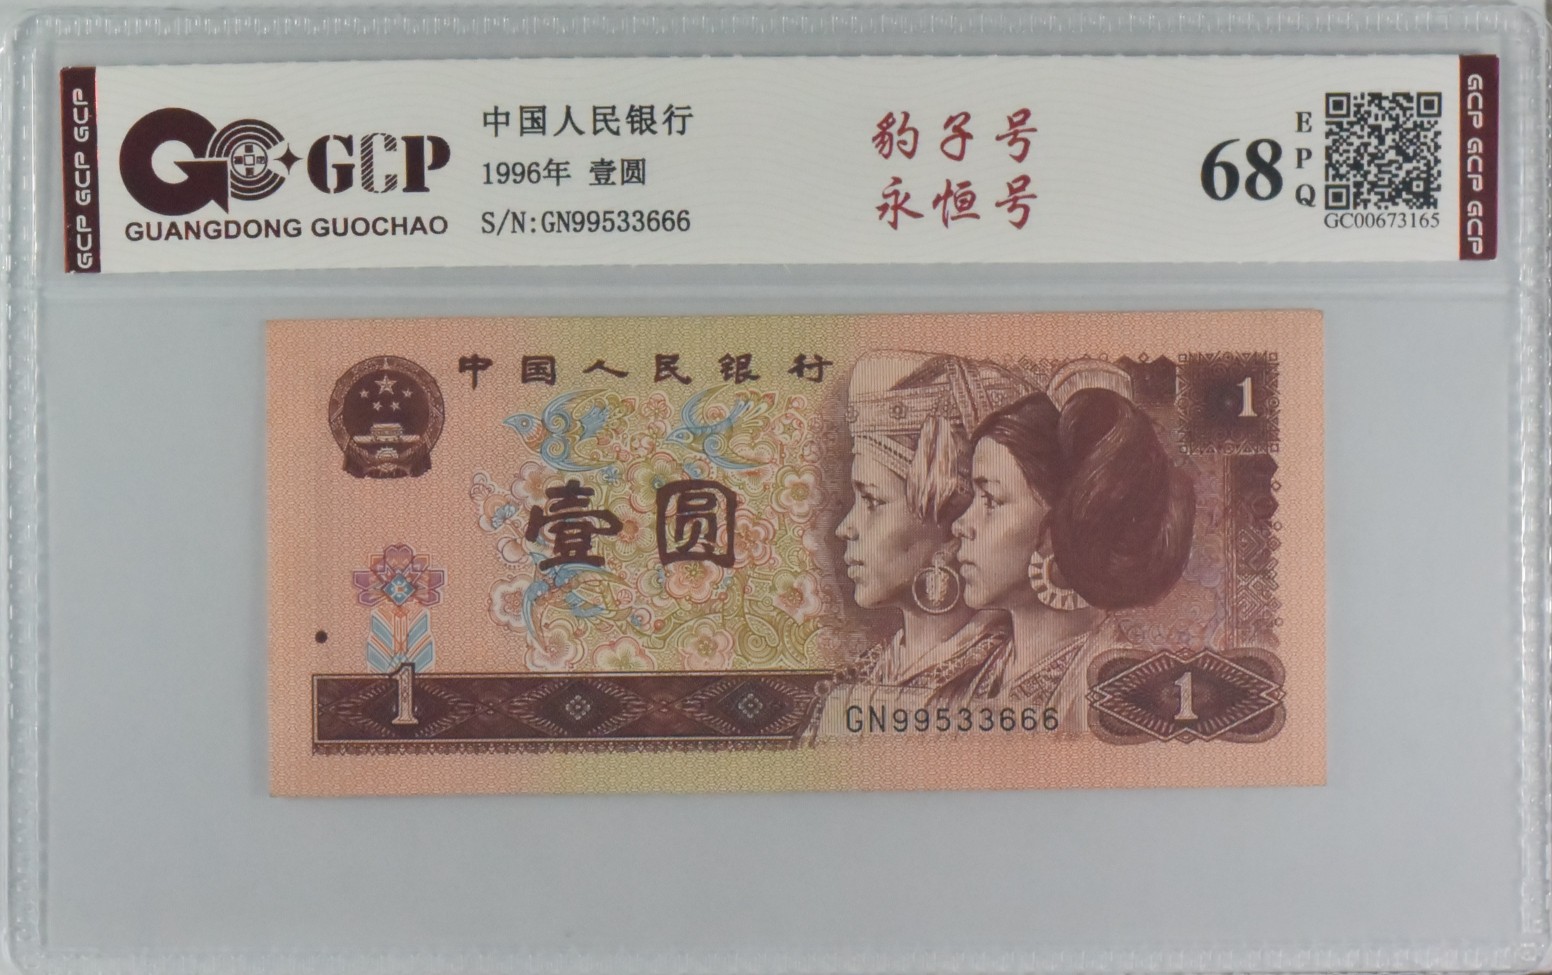 GCP GCP GCP
GCP
GUANGDONG GUOCHAO
中国人民银行
1996年 壹圆
S/N:GN99533666
豹子号
永恒号
68
EPQ
GC00673165
GCP GCP GCP
中国人民银行
1
壹圆
1
GN99533666
1